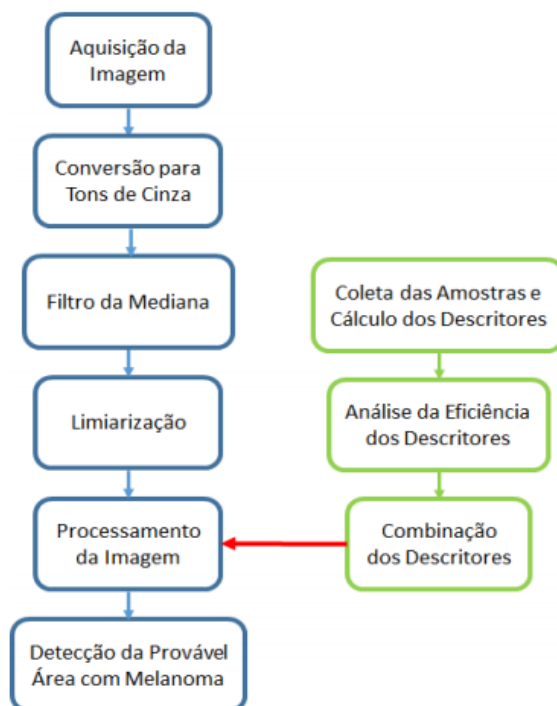 Aquisição da
Imagem
Conversão para
Tons de Cinza
Filtro da Mediana
Limiarização
Processamento
da Imagem
Detecção da Provável
Área com Melanoma
Coleta das Amostras e
Cálculo dos Descritores
Análise da Eficiência
dos Descritores
Combinação
dos Descritores